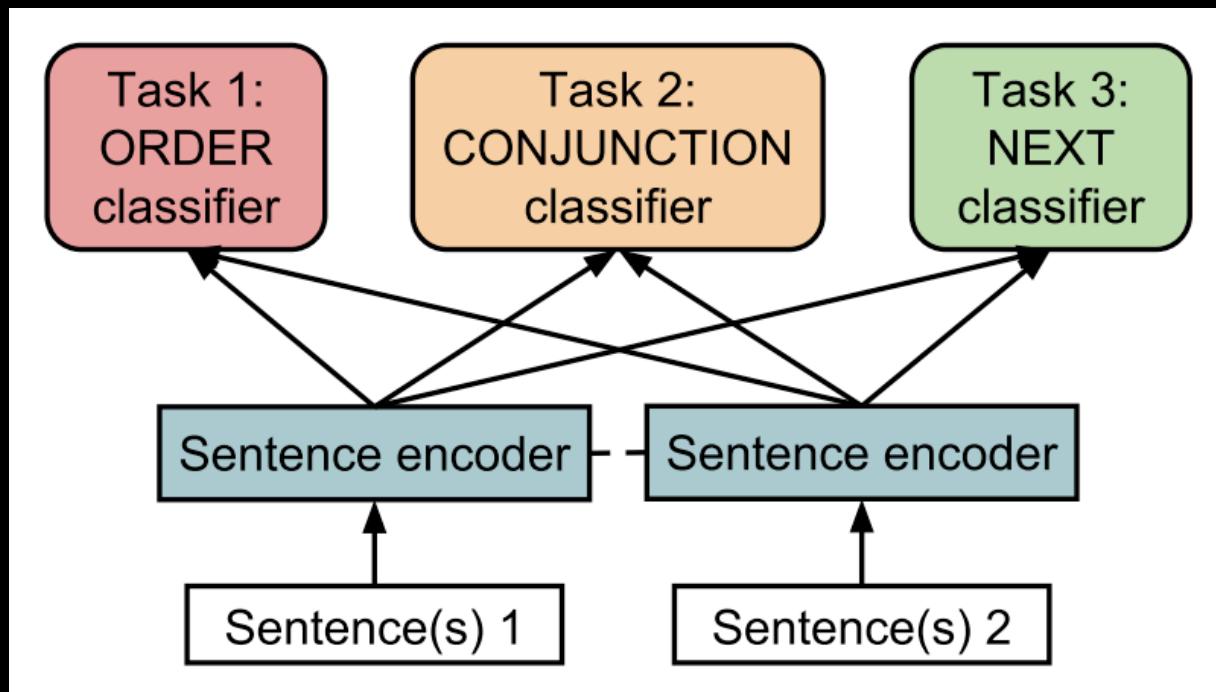 Task 1:
ORDER
classifier
Task 2:
CONJUNCTION
classifier
Task 3:
NEXT
classifier
Sentence encoder
Sentence encoder
Sentence(s) 1
Sentence(s) 2